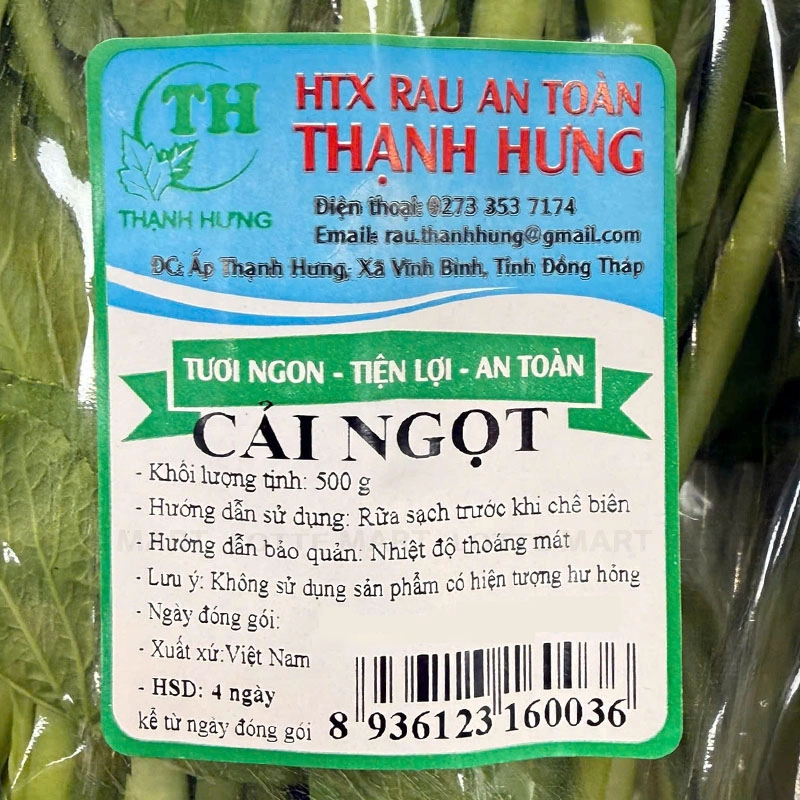 TH
THẠNH HƯNG
HTX RAU AN TOÀN
THẠNH HƯNG
Điện thoại: 0273 353 7174
Email: rau.thanhhung@gmail.com
ĐC: Ấp Thạnh Hưng, Xã Vĩnh Bình, Tỉnh Đồng Tháp
TƯƠI NGON - TIỆN LỢI - AN TOÀN
CẢI NGỌT
- Khối lượng tịnh: 500 g
- Hướng dẫn sử dụng: Rữa sạch trước khi chê biên
- Hướng dẫn bảo quản: Nhiệt độ thoáng mát
- Lưu ý: Không sử dụng sản phẩm có hiện tượng hư hỏng
- Ngày đóng gói:
- Xuất xứ:Việt Nam
- HSD: 4 ngày
kể từ ngày đóng gói
8 936123 160036